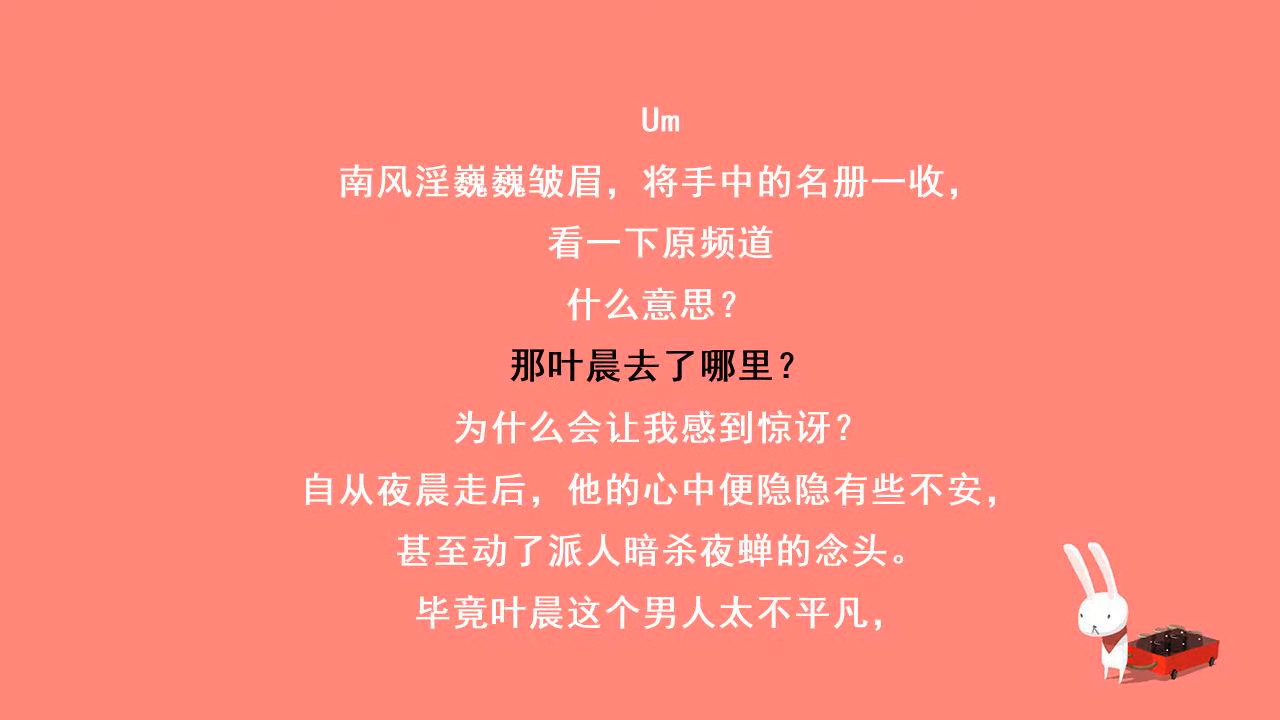 Um
南风淫巍巍皱眉，将手中的名册一收，
看一下原频道
什么意思？
那叶晨去了哪里？
为什么会让我感到惊讶？
自从夜晨走后，他的心中便隐隐有些不安，
甚至动了派人暗杀夜蝉的念头。
毕竟叶晨这个男人太不平凡，